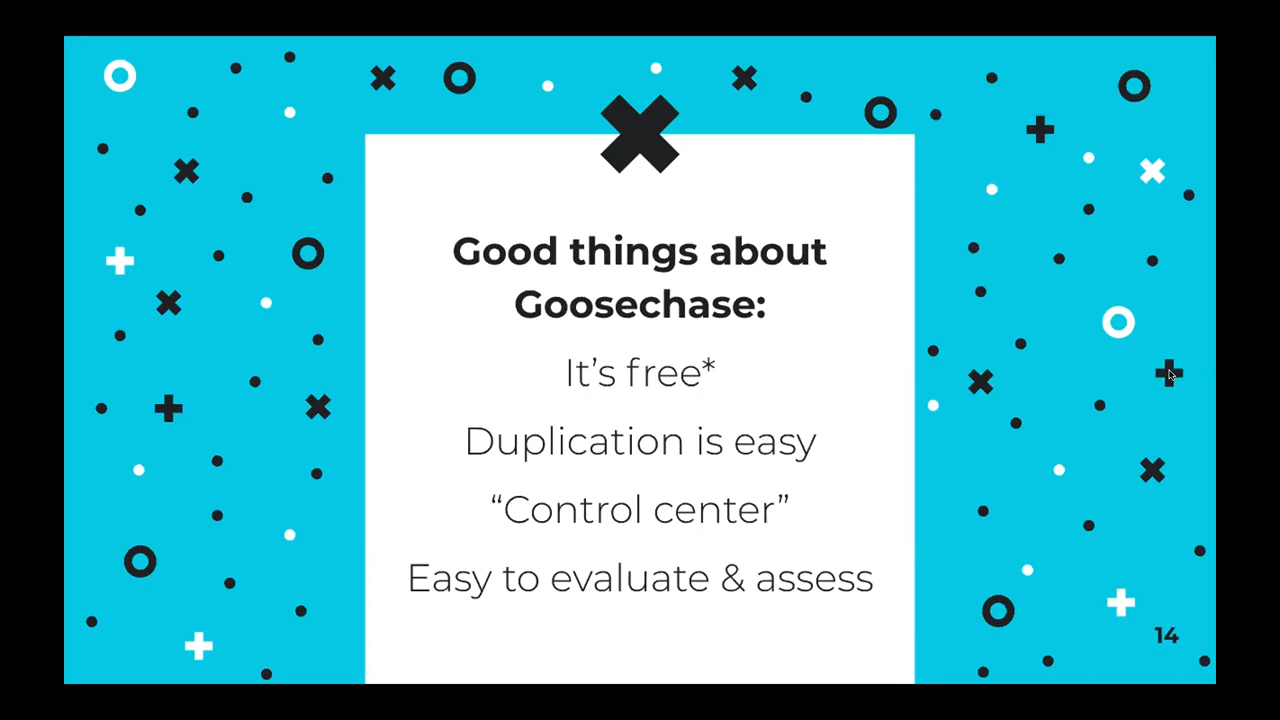 Good things about
Goosechase:
It's free*
Duplication is easy
“Control center”
Easy to evaluate & assess
14